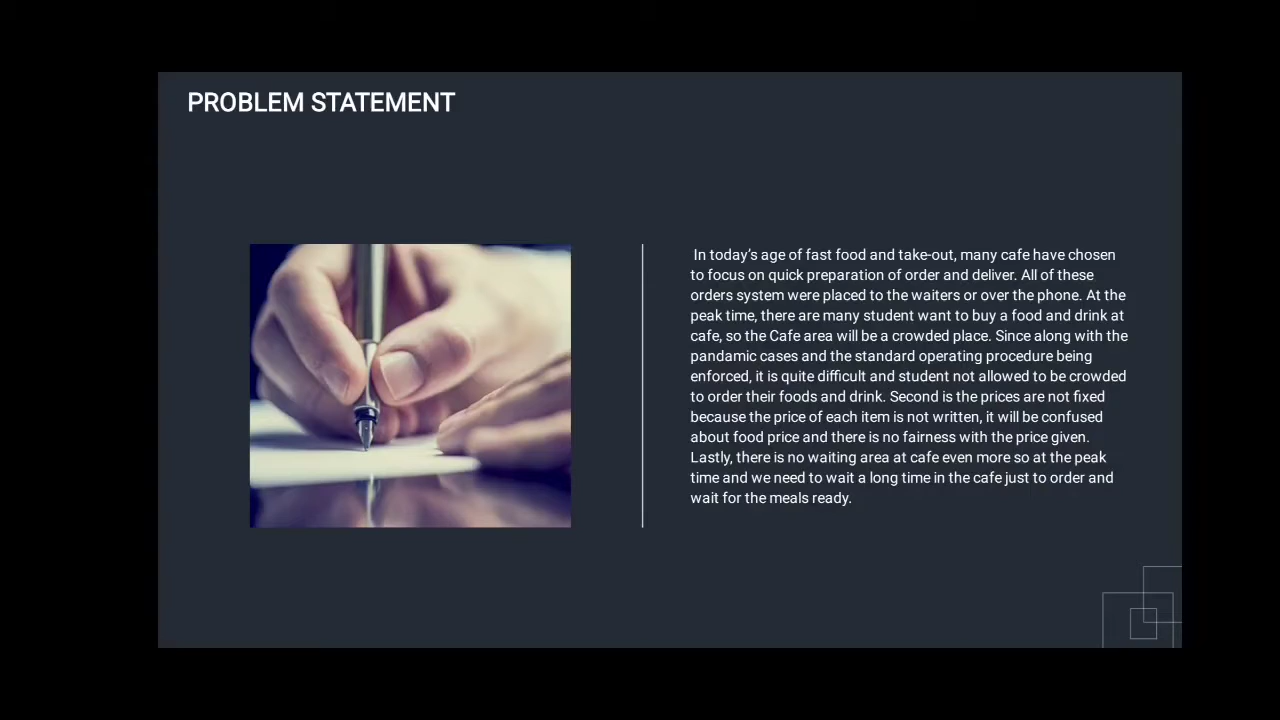 PROBLEM STATEMENT
In today's age of fast food and take-out, many cafe have chosen
to focus on quick preparation of order and deliver. All of these
orders system were placed to the waiters or over the phone. At the
peak time, there are many student want to buy a food and drink at
cafe, so the Cafe area will be a crowded place. Since along with the
pandamic cases and the standard operating procedure being
enforced, it is quite difficult and student not allowed to be crowded
to order their foods and drink. Second is the prices are not fixed
because the price of each item is not written, it will be confused
about food price and there is no fairness with the price given.
Lastly, there is no waiting area at cafe even more so at the peak
time and we need to wait a long time in the cafe just to order and
wait for the meals ready.